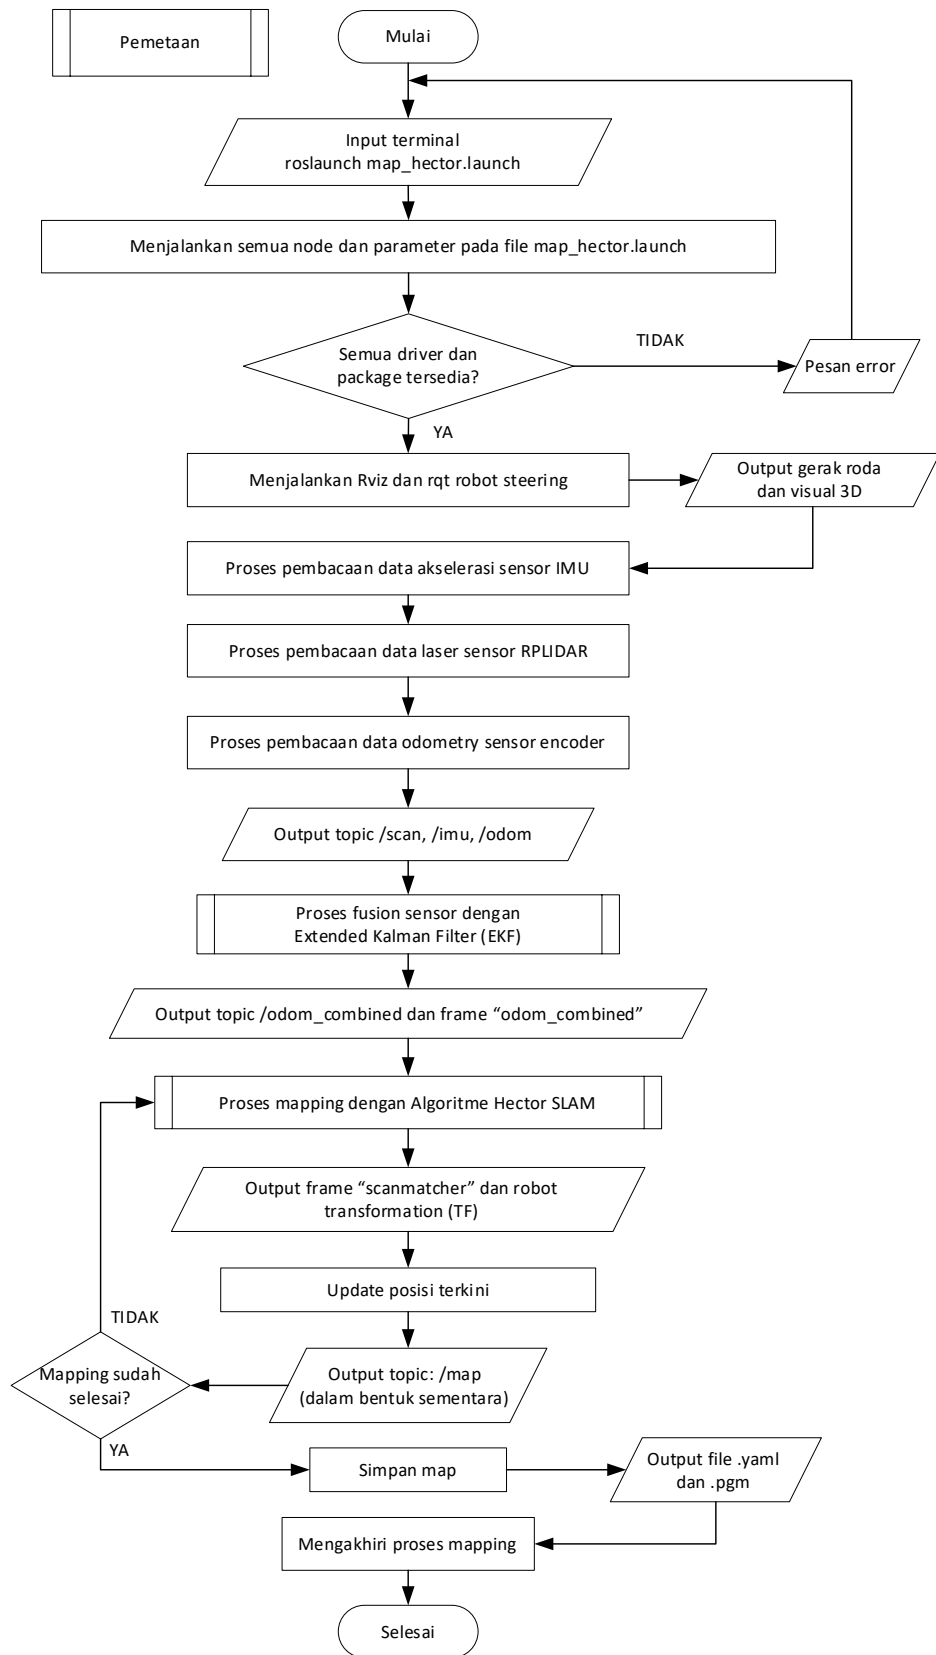 Pemetaan
Mulai
Input terminal
roslaunch map_hector.launch
Menjalankan semua node dan parameter pada file map_hector.launch
Semua driver dan
package tersedia?
TIDAK
Pesan error
YA
Menjalankan Rviz dan rqt robot steering
Output gerak roda
dan visual 3D
Proses pembacaan data akselerasi sensor IMU
Proses pembacaan data laser sensor RPLIDAR
Proses pembacaan data odometry sensor encoder
Output topic /scan, /imu, /odom
Proses fusion sensor dengan
Extended Kalman Filter (EKF)
Output topic /odom_combined dan frame “odom_combined”
Proses mapping dengan Algoritme Hector SLAM
Output frame “scanmatcher” dan robot
transformation (TF)
Update posisi terkini
TIDAK
Mapping sudah
selesai?
Output topic: /map
(dalam bentuk sementara)
YA
Simpan map
Output file .yaml
dan .pgm
Mengakhiri proses mapping
Selesai